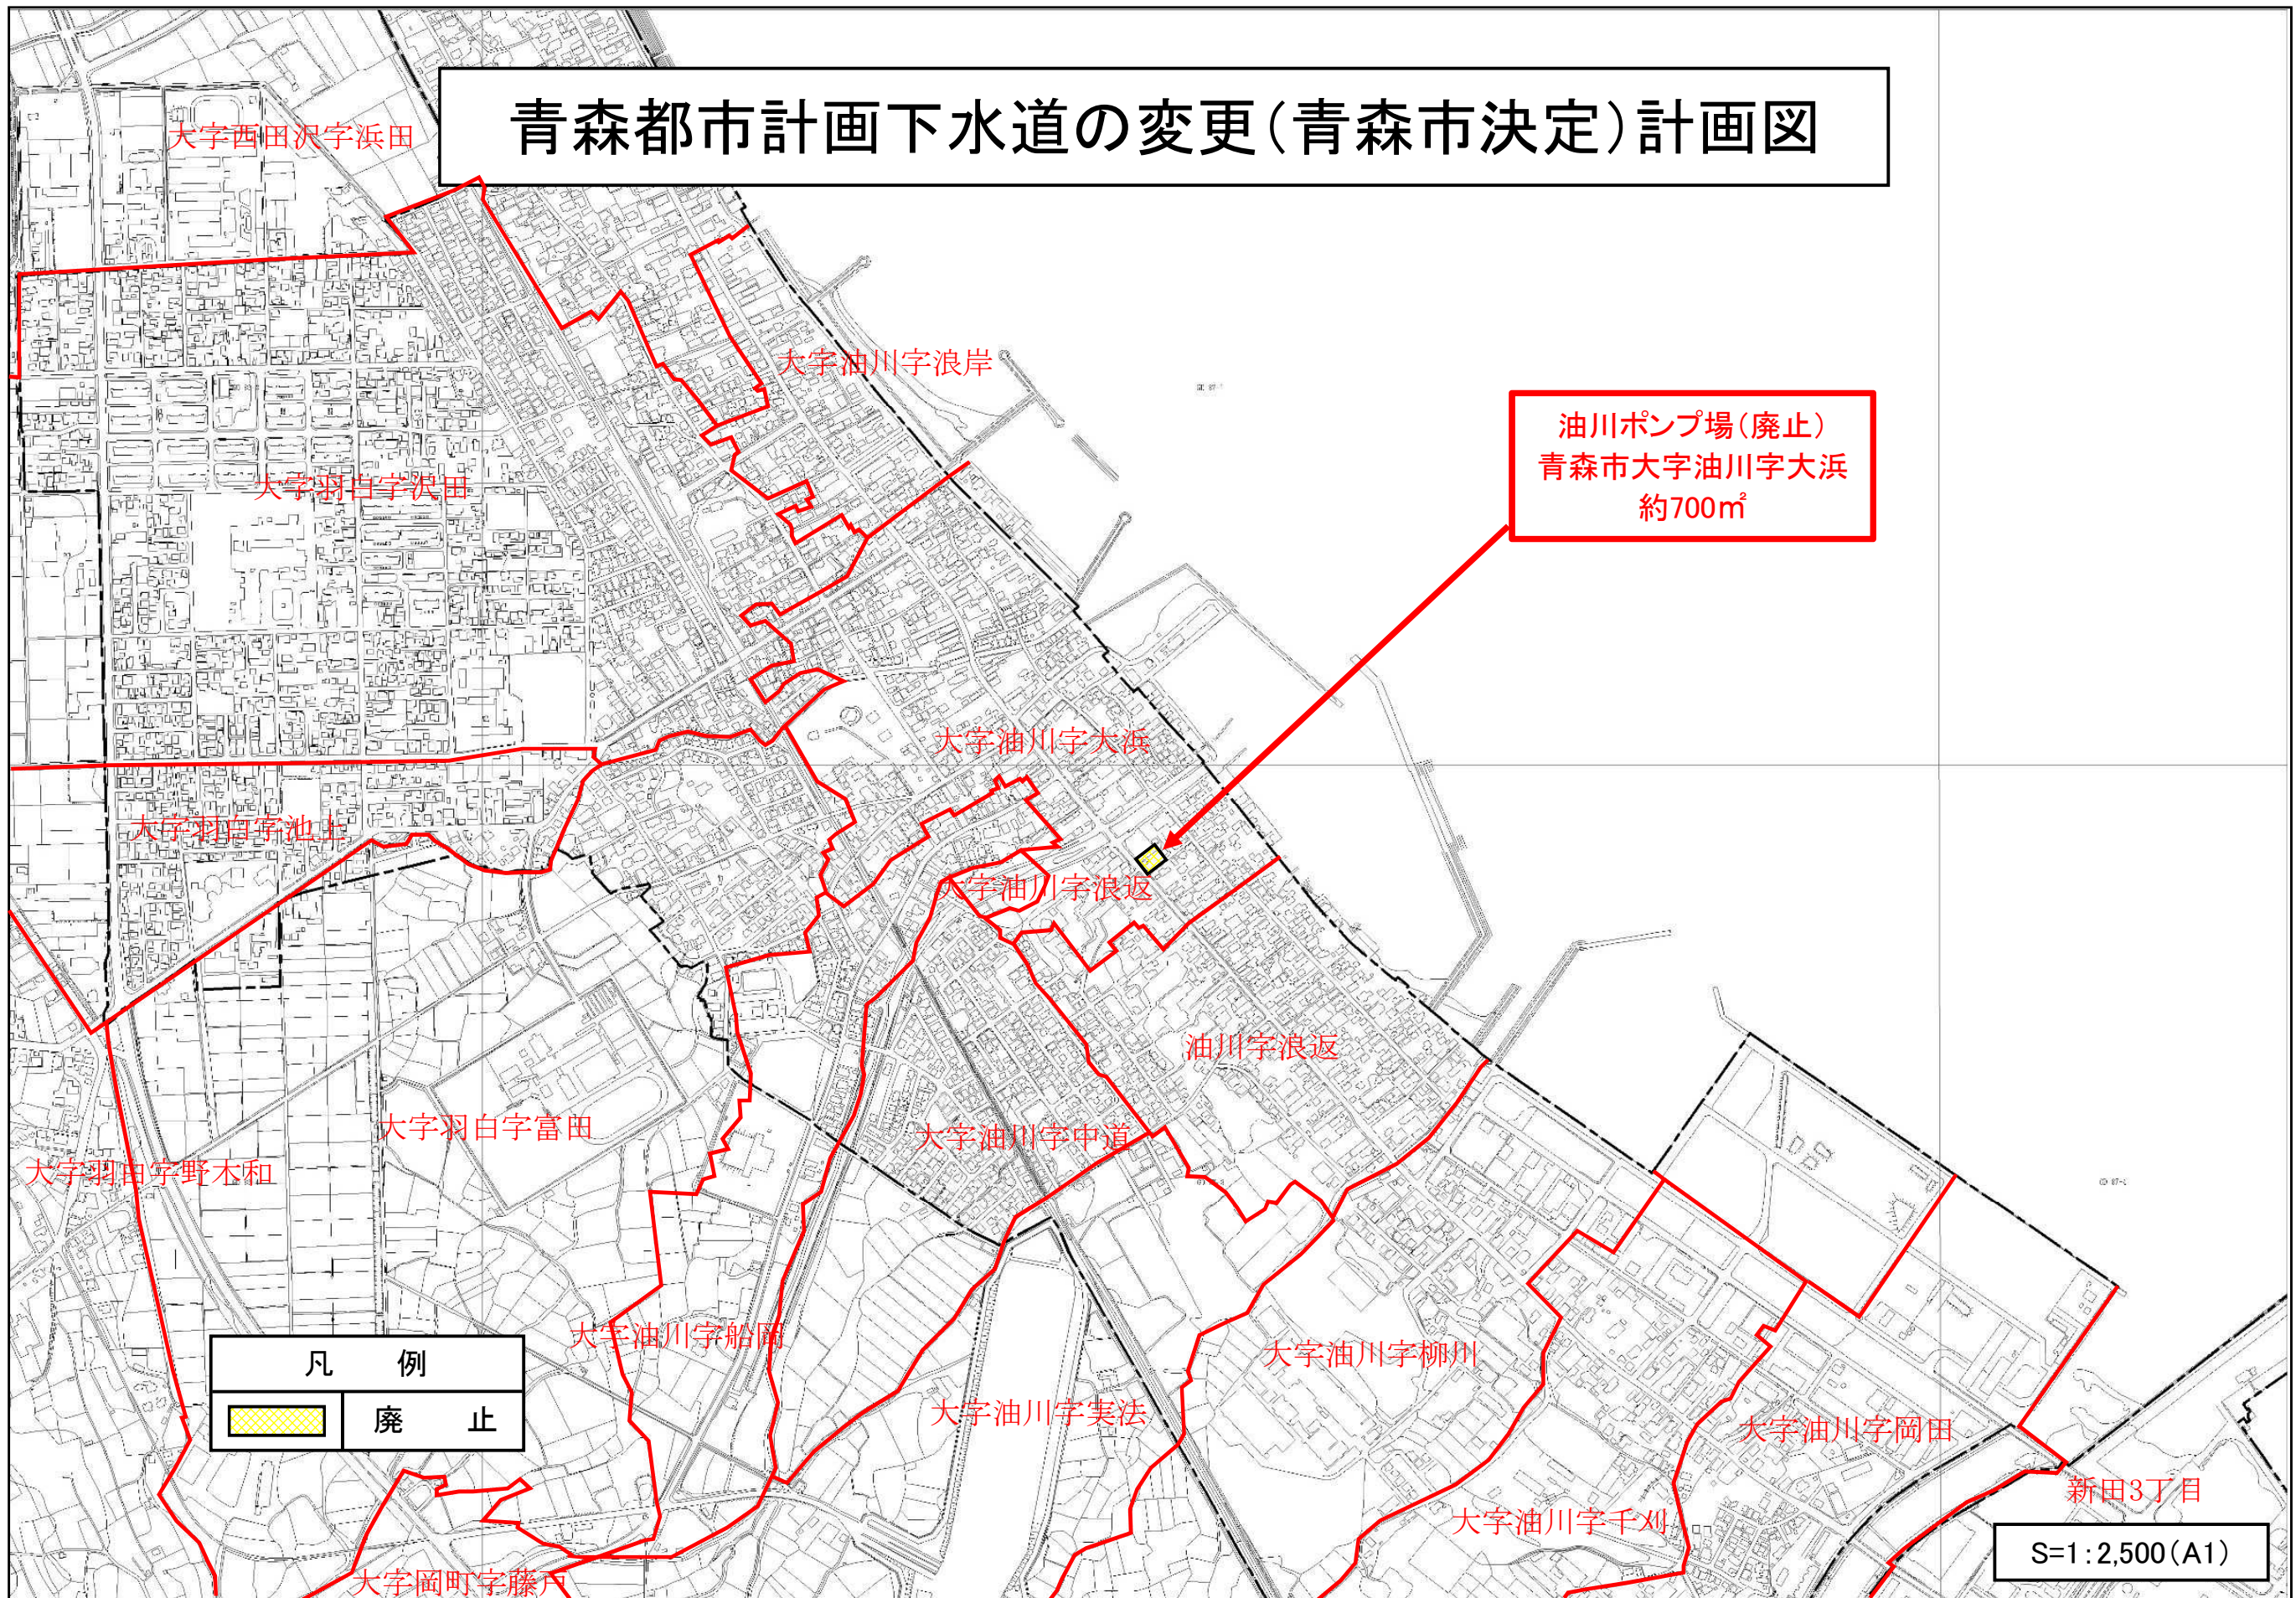 青森都市計画下水道の変更（青森市決定）計画図
大字西田沢字浜田
大字油川字浪岸
油川ポンプ場（廃止）
青森市大字油川字大浜
約700㎡
大字羽白字沢田
大字油川字大浜
大字羽白字池上
大字油川字浪返
油川字浪返
大字羽白字富田
大字油川字中道
大字羽白字野木和
大字油川字船岡
大字油川字柳川
凡 例
廃 止
大字油川字実法
大字油川字岡田
新田3丁目
大字油川字千刈
大字岡町字藤戸
S=1:2,500（A1）